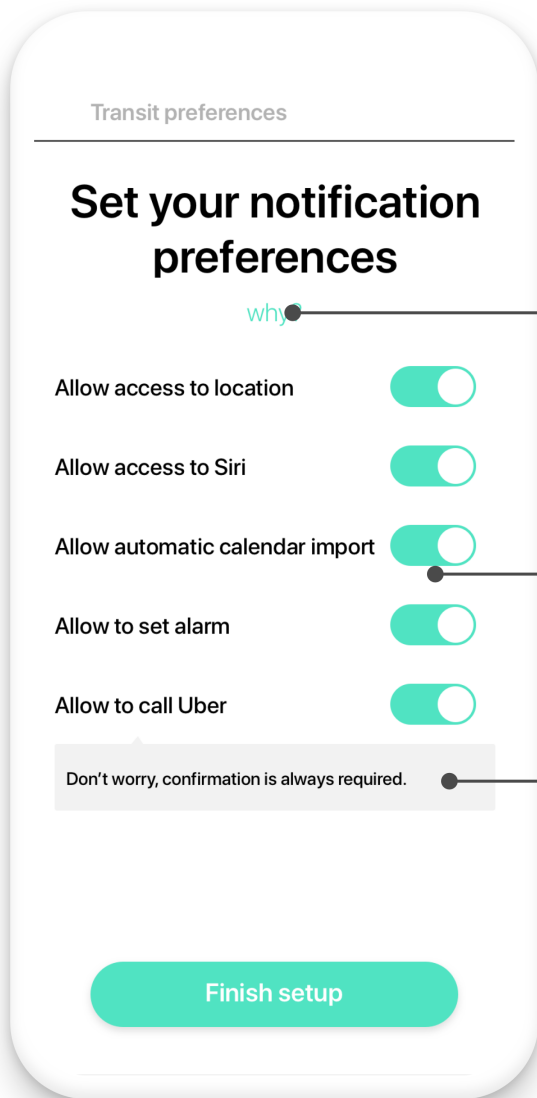 Transit preferences
Set your notification
preferences
why?
Allow access to location
Allow access to Siri
Allow automatic calendar import
Allow to set alarm
Allow to call Uber
Don't worry, confirmation is always required.
Finish setup